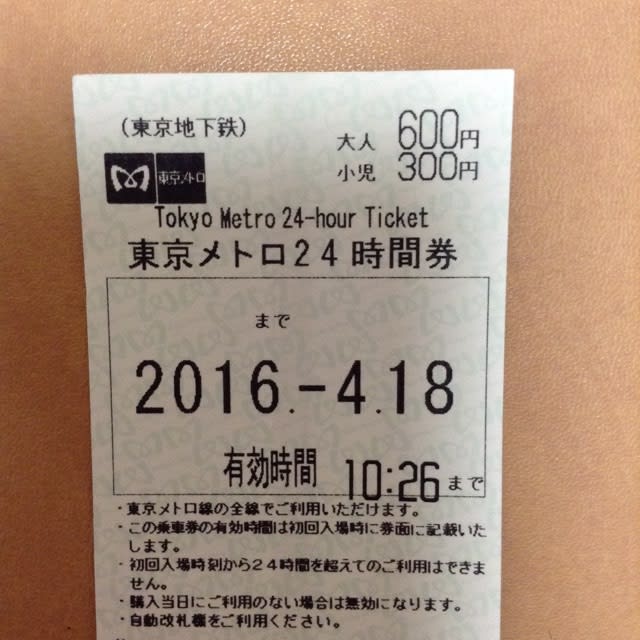 (東京地下鉄)
大人 600円
小児 300円
東京メトロ
Tokyo Metro 24-hour Ticket
東京メトロ24時間券
まで
2016.-4.18
有効時間 10:26まで
・東京メトロ線の全線でご利用いただけます。
・この乗車券の有効時間は初回入場時に券面に記載いた
します。
・初回入場時刻から24時間を超えてのご利用はできま
せん。
・購入当日にご利用のない場合は無効になります。
・自動改札機をご利用ください。